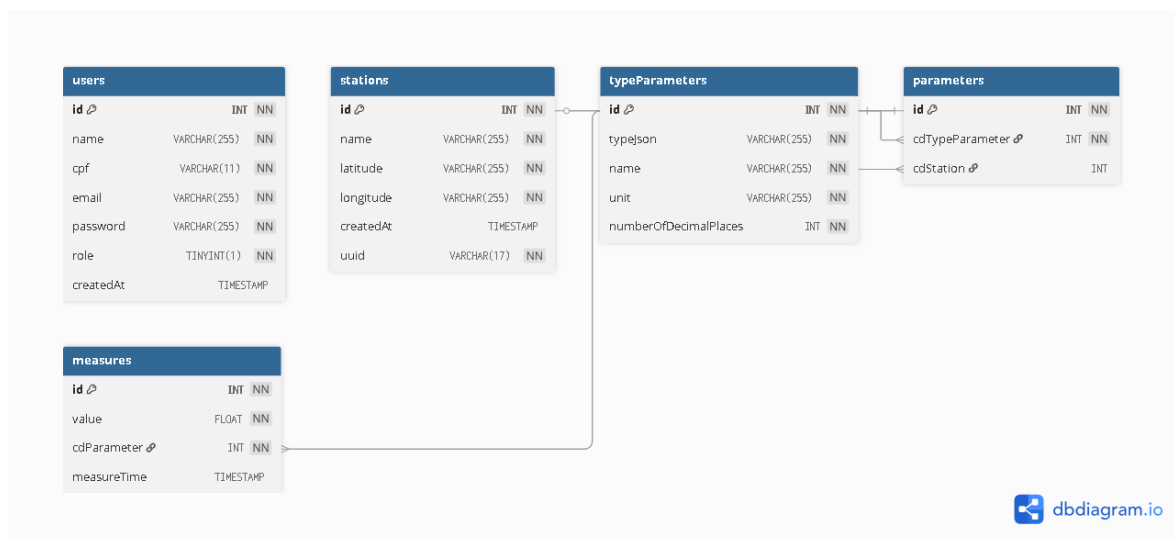 users
id INT NN
name VARCHAR(255) NN
cpf VARCHAR(11) NN
email VARCHAR(255) NN
password VARCHAR(255) NN
role TINYINT(1) NN
createdAt TIMESTAMP
stations
id INT NN
name VARCHAR(255) NN
latitude VARCHAR(255) NN
longitude VARCHAR(255) NN
createdAt TIMESTAMP
uuid VARCHAR(17) NN
typeParameters
id INT NN
typeJson VARCHAR(255) NN
name VARCHAR(255) NN
unit VARCHAR(255) NN
numberOfDecimalPlaces INT NN
parameters
id INT NN
cdTypeParameter INT NN
cdStation INT
measures
id INT NN
value FLOAT NN
cdParameter INT NN
measureTime TIMESTAMP
dbdiagram.io